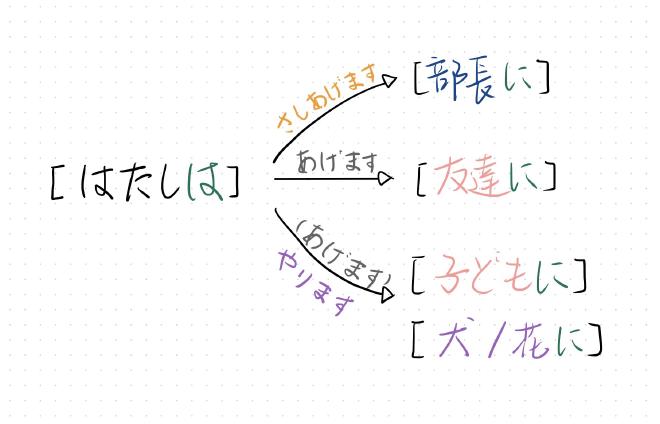 さしあげます
[部長に]
[はたしは]
あげます
[友達に]
(あげます)
やります
[子どもに]
[犬/花に]